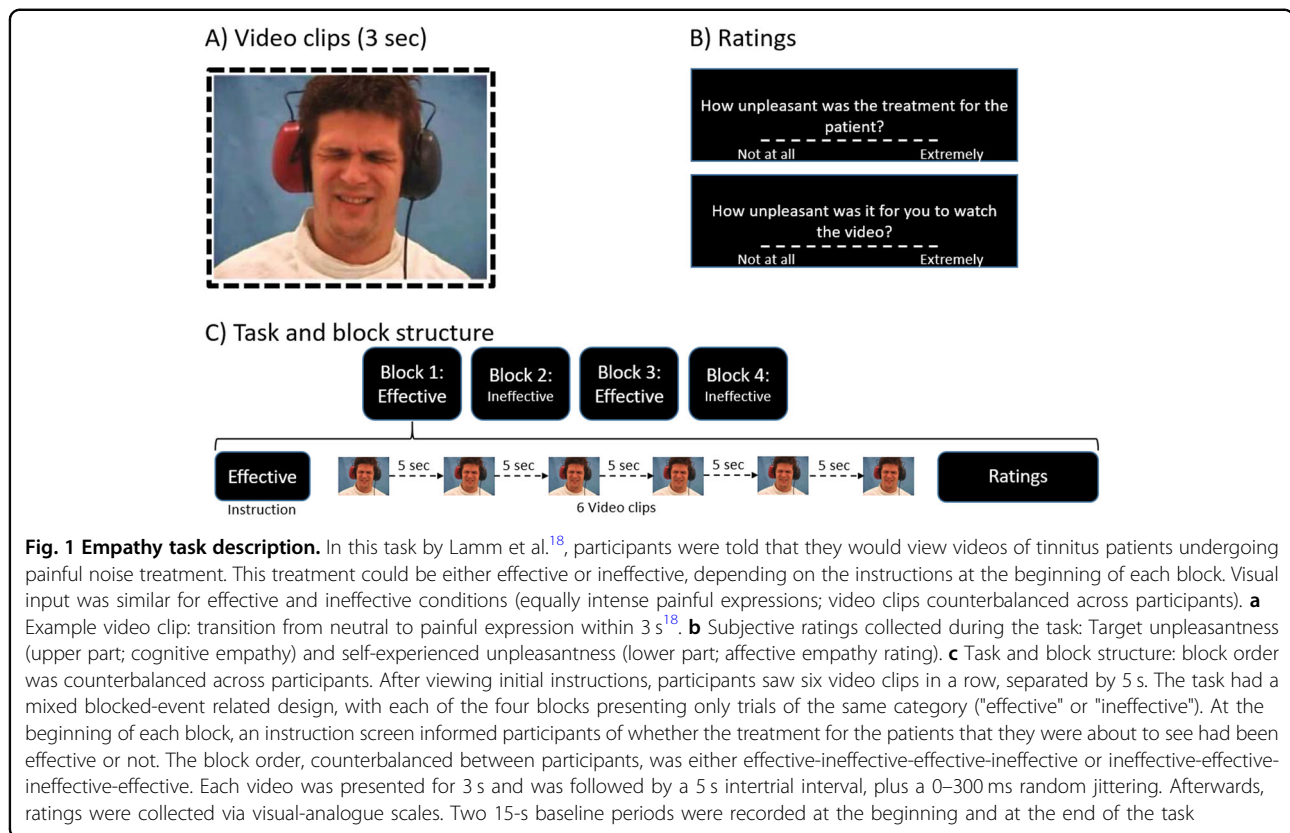 A) Video clips (3 sec)
B) Ratings
How unpleasant was the treatment for the
patient?
Not at all
Extremely
How unpleasant was it for you to watch
the video?
Not at all
Extremely
C) Task and block structure
Block 1:
Effective
Block 2:
Ineffective
Block 3:
Effective
Block 4:
Ineffective
Effective
Instruction
5 sec
5 sec
5 sec
5 sec
5 sec
6 Video clips
Ratings
Fig. 1 Empathy task description. In this task by Lamm et al.18, participants were told that they would view videos of tinnitus patients undergoing
painful noise treatment. This treatment could be either effective or ineffective, depending on the instructions at the beginning of each block. Visual
input was similar for effective and ineffective conditions (equally intense painful expressions; video clips counterbalanced across participants). a
Example video clip: transition from neutral to painful expression within 3 s18. b Subjective ratings collected during the task: Target unpleasantness
(upper part; cognitive empathy) and self-experienced unpleasantness (lower part; affective empathy rating). c Task and block structure: block order
was counterbalanced across participants. After viewing initial instructions, participants saw six video clips in a row, separated by 5 s. The task had a
mixed blocked-event related design, with each of the four blocks presenting only trials of the same category ("effective" or "ineffective"). At the
beginning of each block, an instruction screen informed participants of whether the treatment for the patients that they were about to see had been
effective or not. The block order, counterbalanced between participants, was either effective-ineffective-effective-ineffective or ineffective-effective-
ineffective-effective. Each video was presented for 3 s and was followed by a 5 s intertrial interval, plus a 0–300 ms random jittering. Afterwards,
ratings were collected via visual-analogue scales. Two 15-s baseline periods were recorded at the beginning and at the end of the task